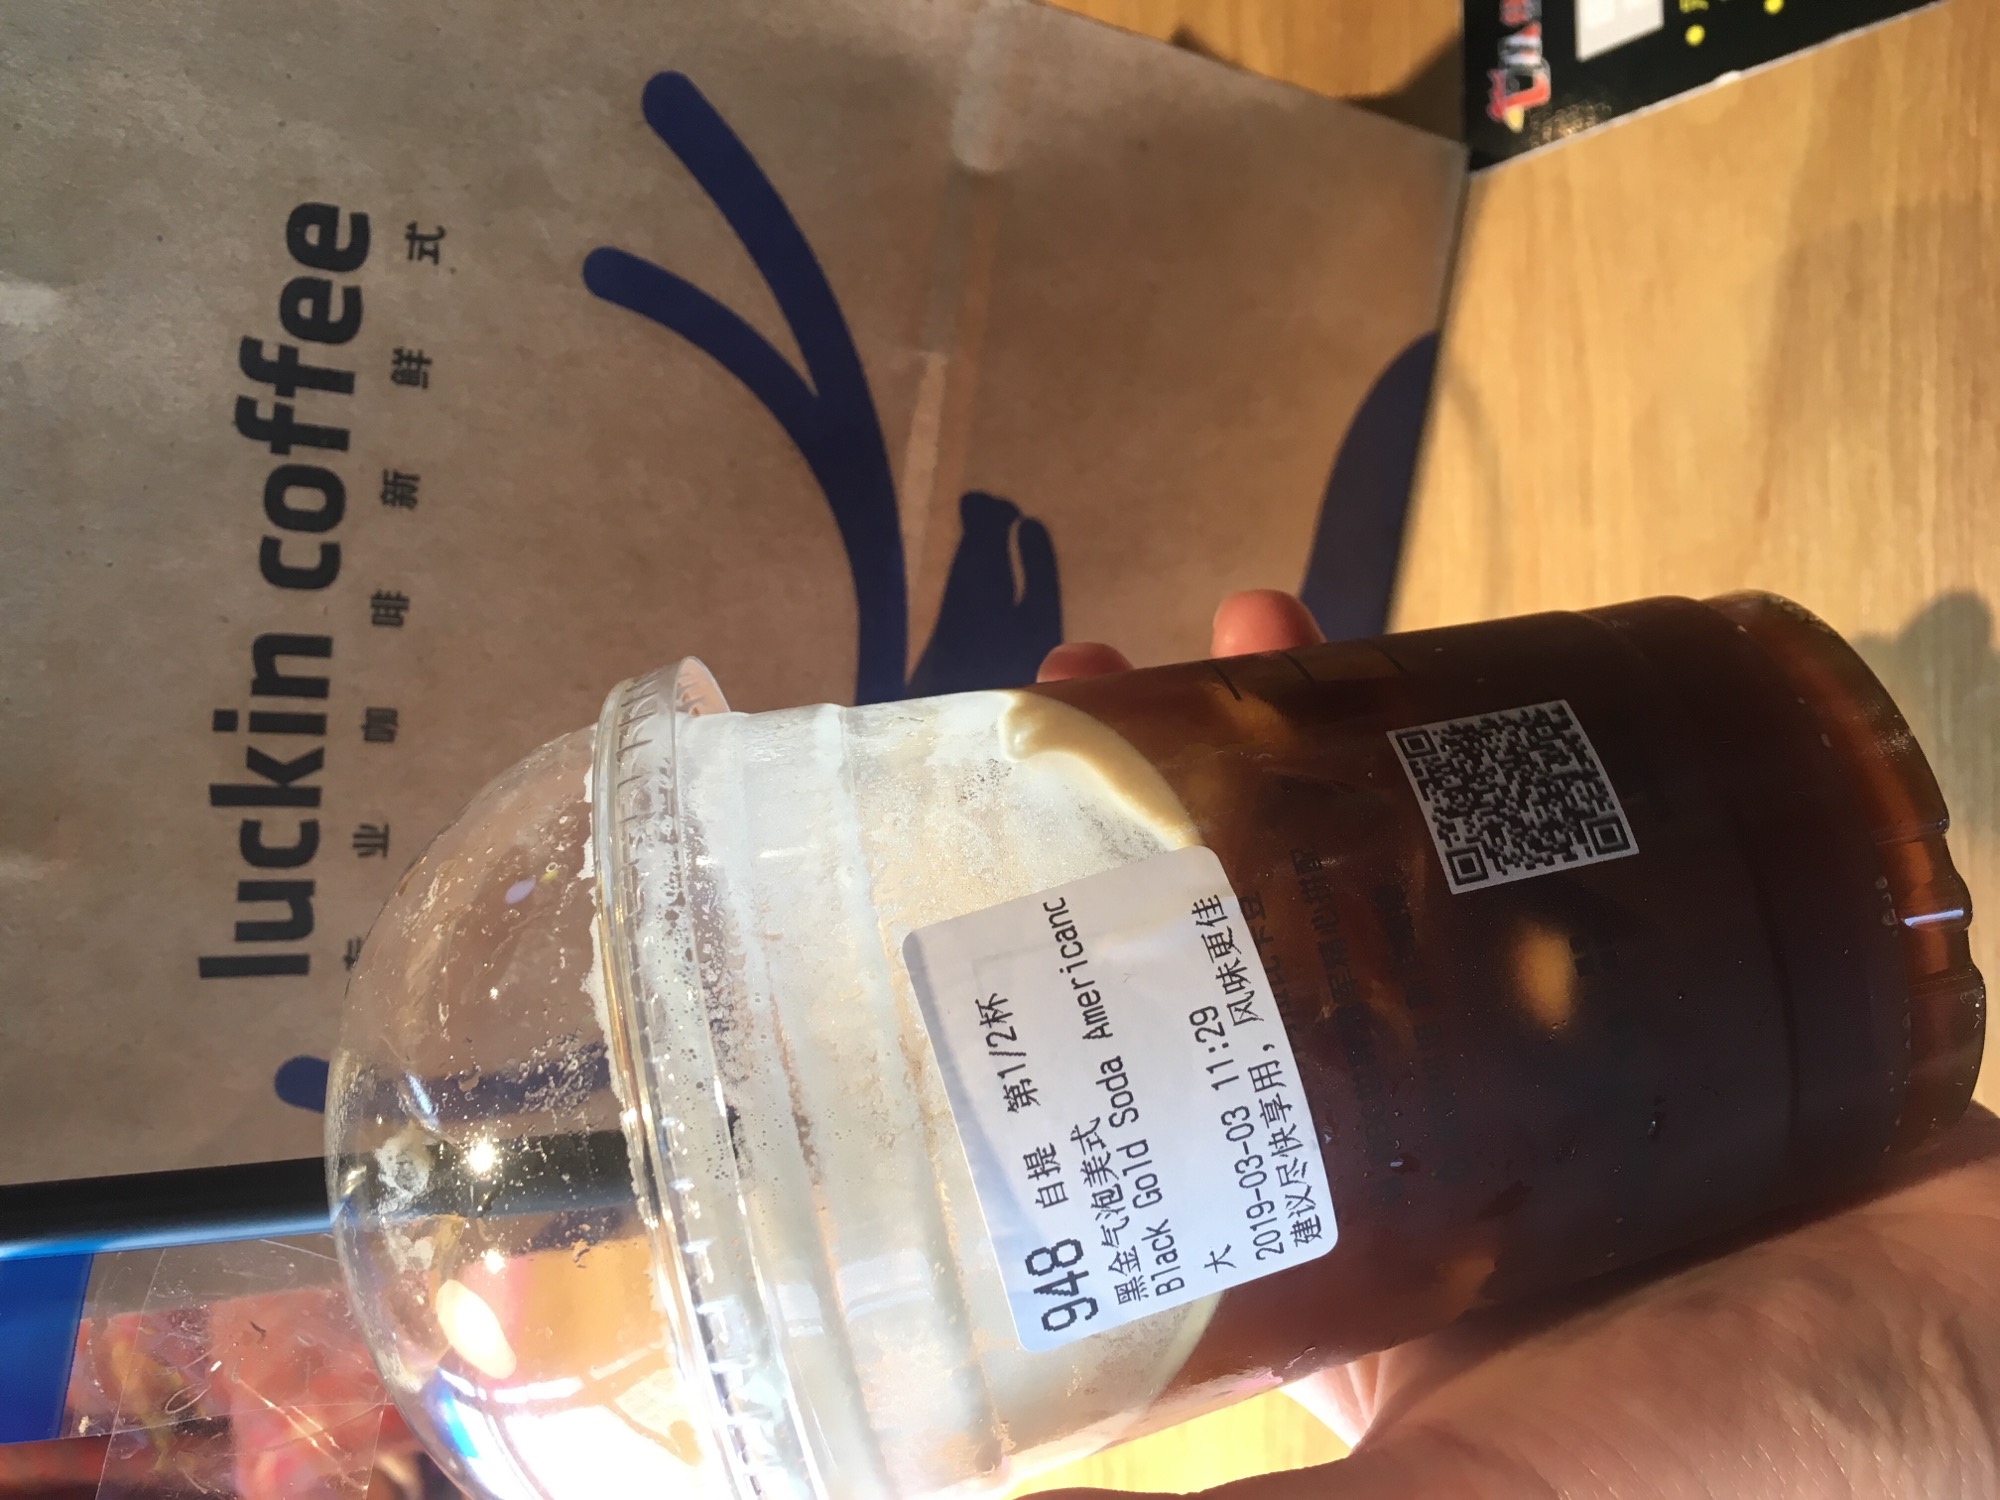 luckin coffee
业 咖 啡 新 鲜 式
948 自提 第1/2杯
黑金气泡美式
Black Gold Soda Americanc
大
2019-03-03 11:29
建议尽快享用，风味更佳